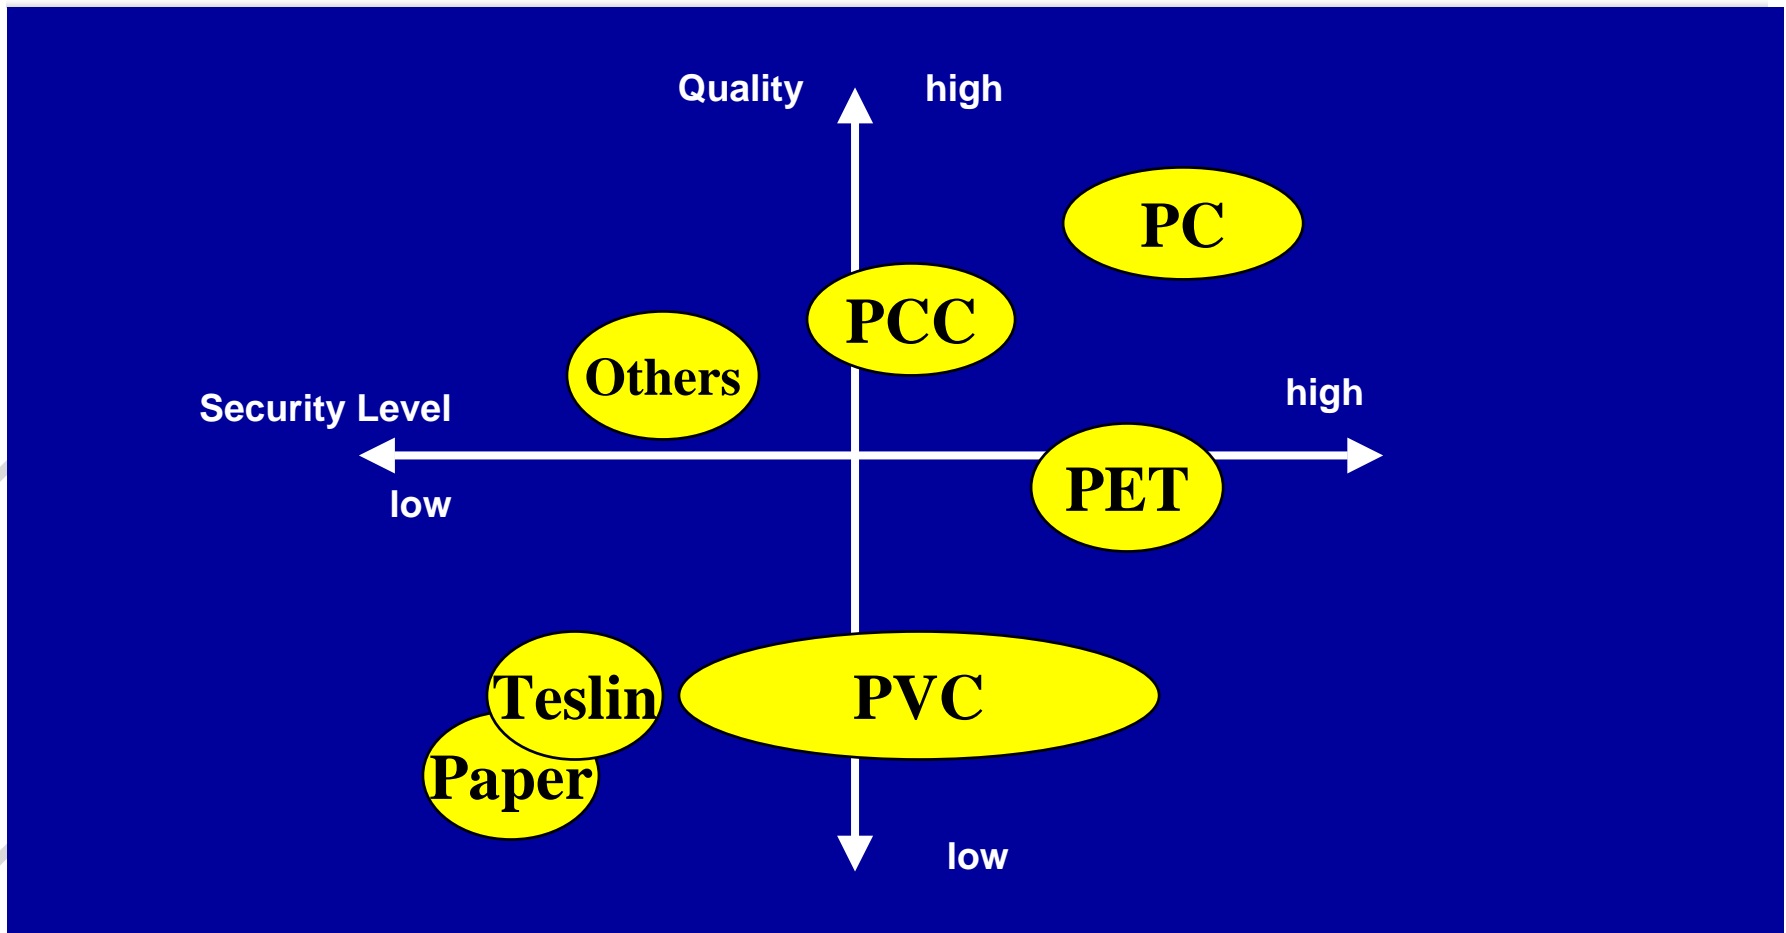 Quality high
PC
PCC
Others
high
Security Level
PET
low
Teslin
PVC
Paper
low